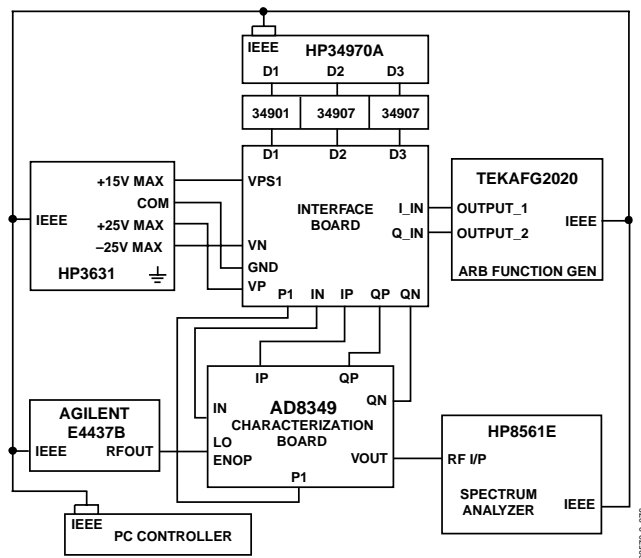 IEEE
HP34970A
D1 D2 D3
34901 34907 34907
D1 D2 D3
+15V MAX
COM
IEEE
+25V MAX
–25V MAX
HP3631
VPS1
VN
GND
VP
INTERFACE
BOARD
I_IN
Q_IN
P1 IN IP QP QN
TEKAFG2020
OUTPUT_1
IEEE
OUTPUT_2
ARB FUNCTION GEN
IP QP
IN
QN
AD8349
CHARACTERIZATION
BOARD
LO
ENOP
VOUT
P1
AGILENT
E4437B
IEEE RFOUT
HP8561E
RF I/P
SPECTRUM
ANALYZER
IEEE
IEEE
PC CONTROLLER